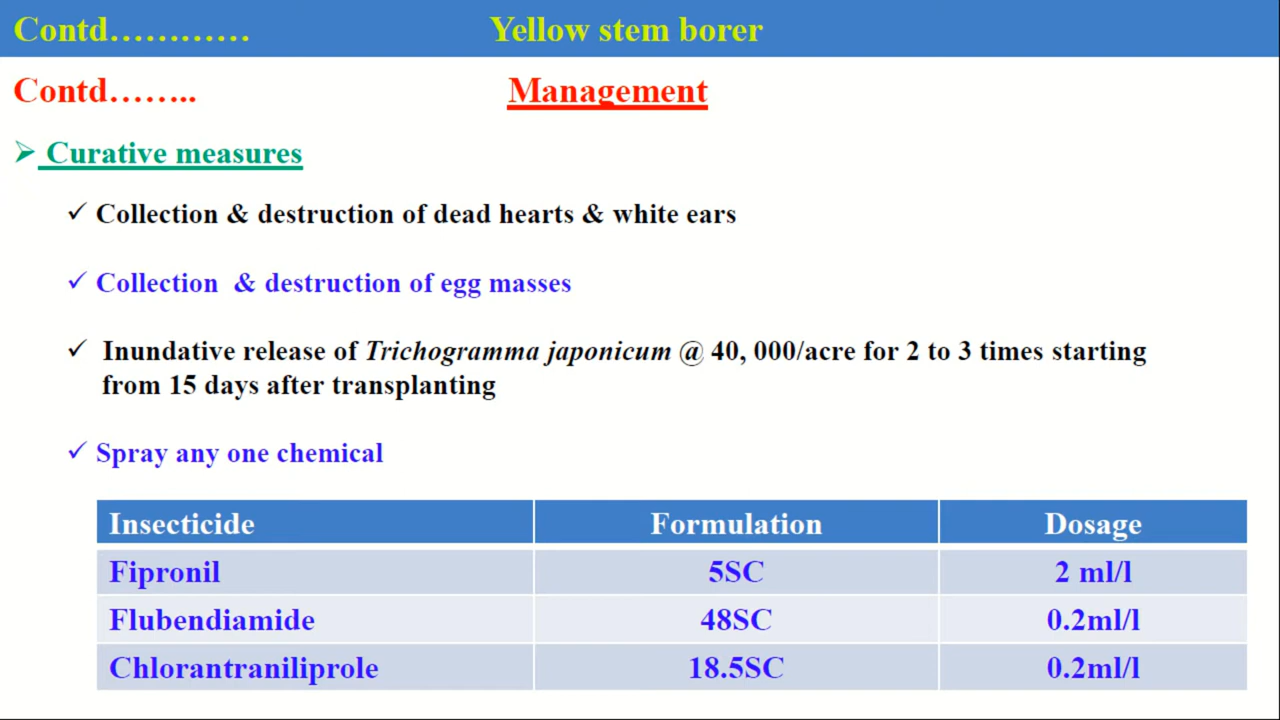 Contd………… Yellow stem borer
Contd…….. Management
➢ Curative measures
✓ Collection & destruction of dead hearts & white ears
✓ Collection & destruction of egg masses
✓ Inundative release of Trichogramma japonicum @ 40, 000/acre for 2 to 3 times starting
from 15 days after transplanting
✓ Spray any one chemical
Insecticide Formulation Dosage
Fipronil 5SC 2 ml/l
Flubendiamide 48SC 0.2ml/l
Chlorantraniliprole 18.5SC 0.2ml/l